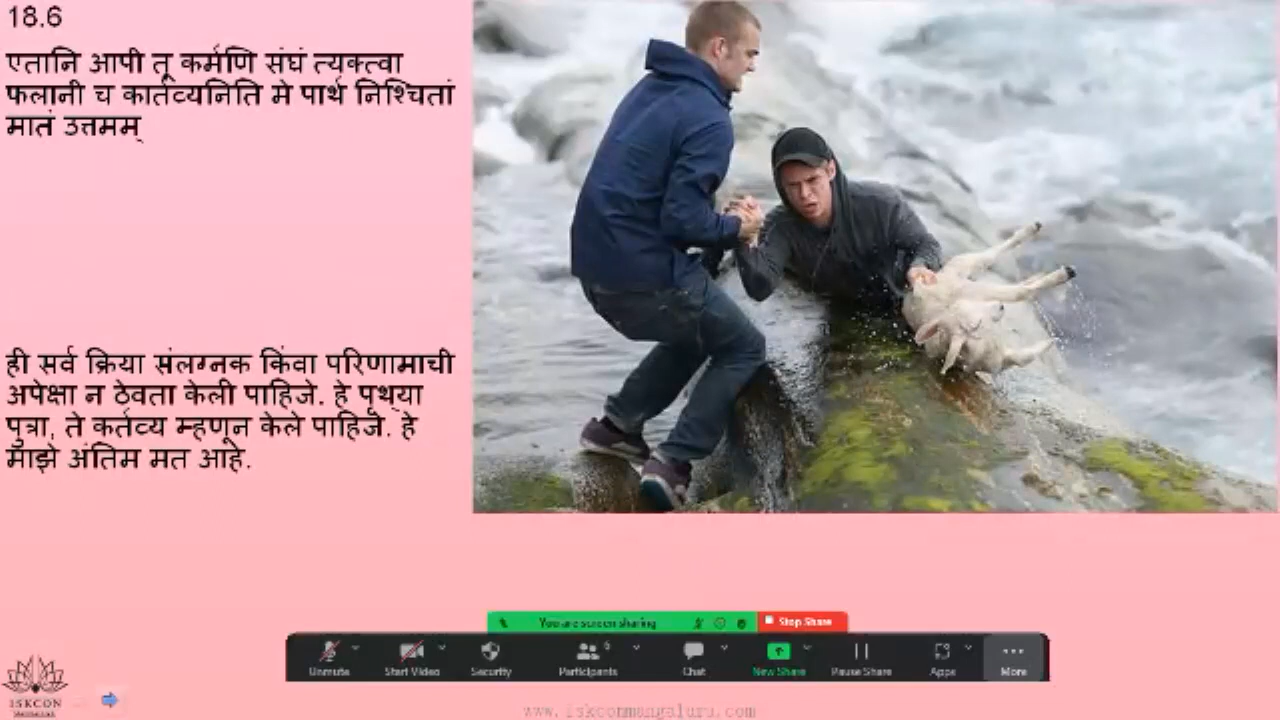 18.6
एतानि आपी तू कर्मणि संघं त्यक्त्वा
फलानी च कार्तव्यनिति मे पार्थ निश्चितां
मातं उत्तमम्
ही सर्व क्रिया संलग्नक किंवा परिणामाची
अपेक्षा न ठेवता केली पाहिजे. हे पृथ्या
पुत्रा, ते कर्तव्य म्हणून केले पाहिजे. हे
माझे अंतिम मत आहे.
You are screen sharing
Stop Share
Unmute
Start Video
Security
Participants
6
Chat
New Share
Pause Share
Apps
More
ISKCON
www.iskconmangaluru.com